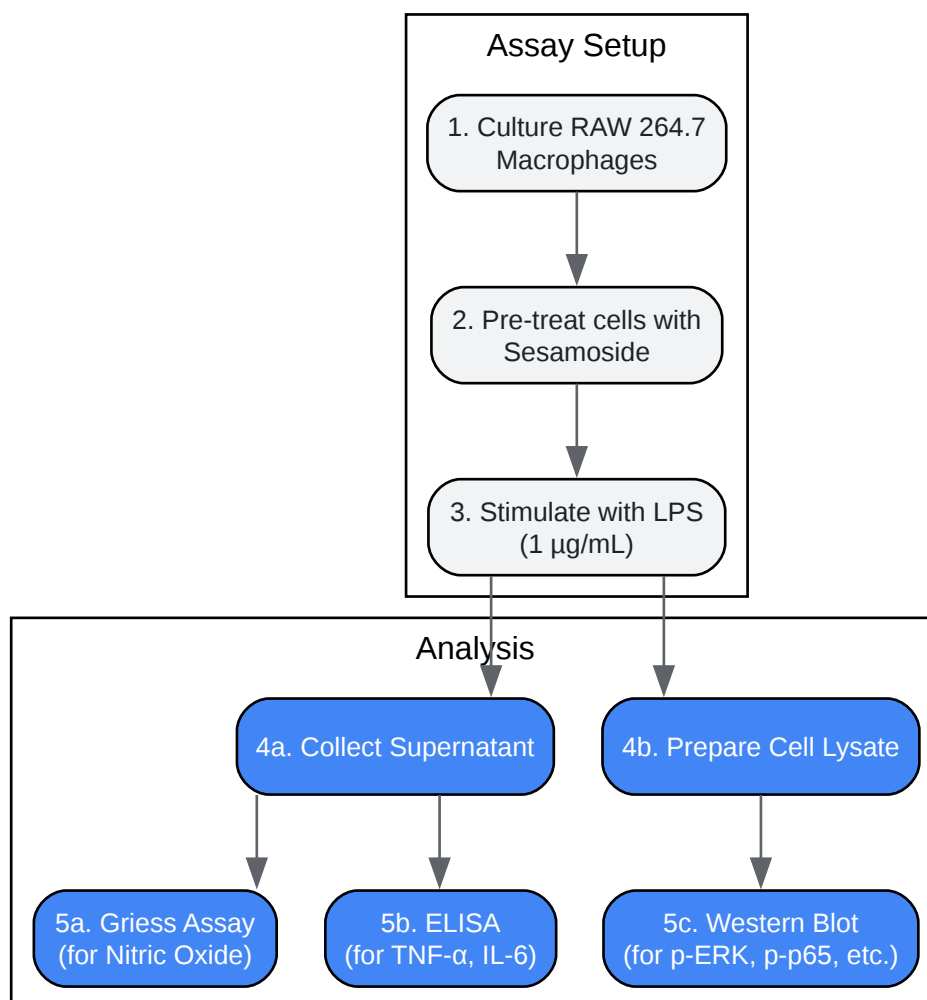 Assay Setup
1. Culture RAW 264.7
Macrophages
2. Pre-treat cells with
Sesamoside
3. Stimulate with LPS
(1 µg/mL)
Analysis
4a. Collect Supernatant
4b. Prepare Cell Lysate
5a. Griess Assay
(for Nitric Oxide)
5b. ELISA
(for TNF-α, IL-6)
5c. Western Blot
(for p-ERK, p-p65, etc.)